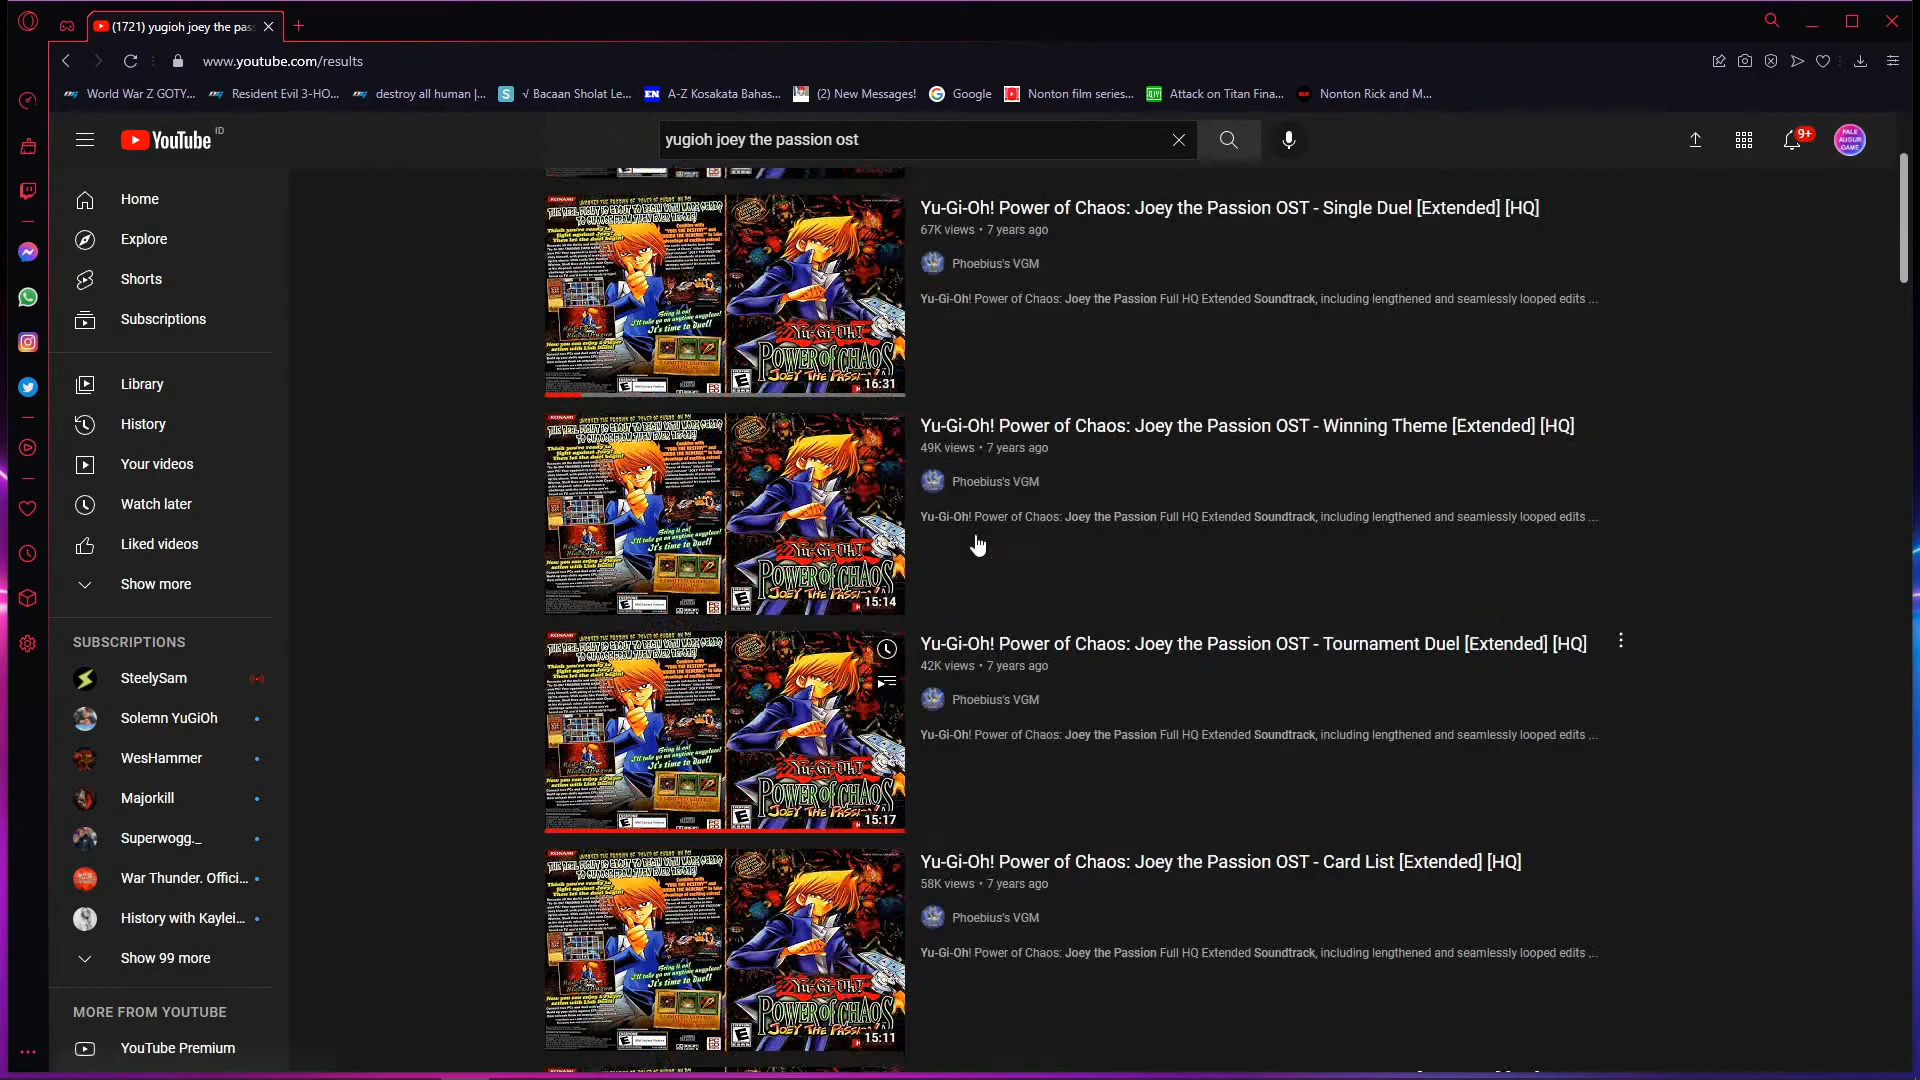 (1721) yugioh joey the pas
www.youtube.com/results
World War Z GOTY...
Resident Evil 3-HO...
destroy all human |...
√ Bacaan Sholat Le...
A-Z Kosakata Bahas...
(2) New Messages!
Google
Nonton film series...
Attack on Titan Fina...
Nonton Rick and M...
YouTube ID
yugioh joey the passion ost
9+
PALE AUGUR GAME
Home
Explore
Shorts
Subscriptions
Library
History
Your videos
Watch later
Liked videos
Show more
SUBSCRIPTIONS
SteelySam
Solemn YuGiOh
WesHammer
Majorkill
Superwogg._
War Thunder. Offici...
History with Kaylei...
Show 99 more
MORE FROM YOUTUBE
YouTube Premium
Yu-Gi-Oh! Power of Chaos: Joey the Passion OST - Single Duel [Extended] [HQ]
67K views • 7 years ago
Phoebius's VGM
Yu-Gi-Oh! Power of Chaos: Joey the Passion Full HQ Extended Soundtrack, including lengthened and seamlessly looped edits ...
16:31
Yu-Gi-Oh! Power of Chaos: Joey the Passion OST - Winning Theme [Extended] [HQ]
49K views • 7 years ago
Phoebius's VGM
Yu-Gi-Oh! Power of Chaos: Joey the Passion Full HQ Extended Soundtrack, including lengthened and seamlessly looped edits ...
15:14
Yu-Gi-Oh! Power of Chaos: Joey the Passion OST - Tournament Duel [Extended] [HQ]
42K views • 7 years ago
Phoebius's VGM
Yu-Gi-Oh! Power of Chaos: Joey the Passion Full HQ Extended Soundtrack, including lengthened and seamlessly looped edits ...
15:17
Yu-Gi-Oh! Power of Chaos: Joey the Passion OST - Card List [Extended] [HQ]
58K views • 7 years ago
Phoebius's VGM
Yu-Gi-Oh! Power of Chaos: Joey the Passion Full HQ Extended Soundtrack, including lengthened and seamlessly looped edits ...
15:11